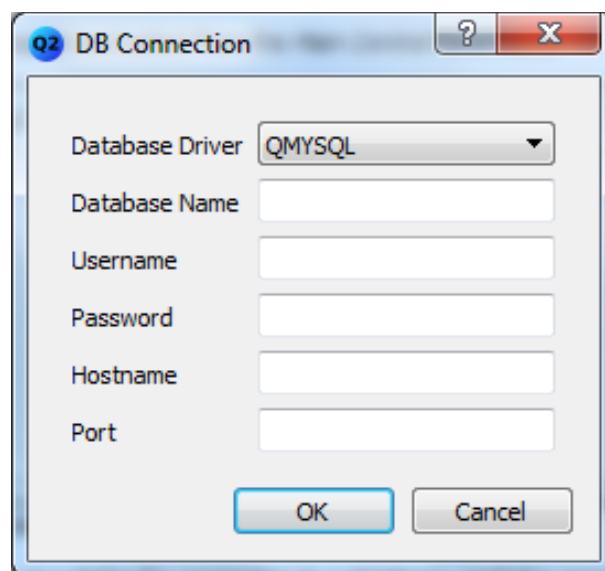 Q2 DB Connection ?
Database Driver QMYSQL
Database Name
Username
Password
Hostname
Port
OK Cancel